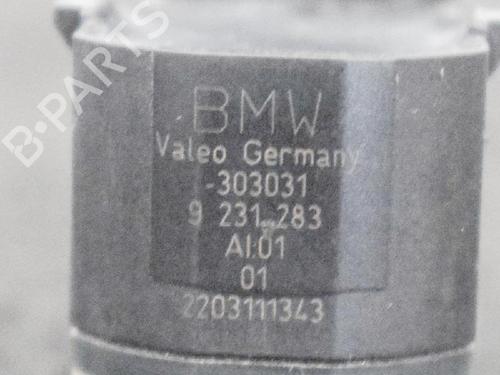 B-PARTS
BMW
Valeo Germany
-303031
9 231 283
AI:01
01
2203111343